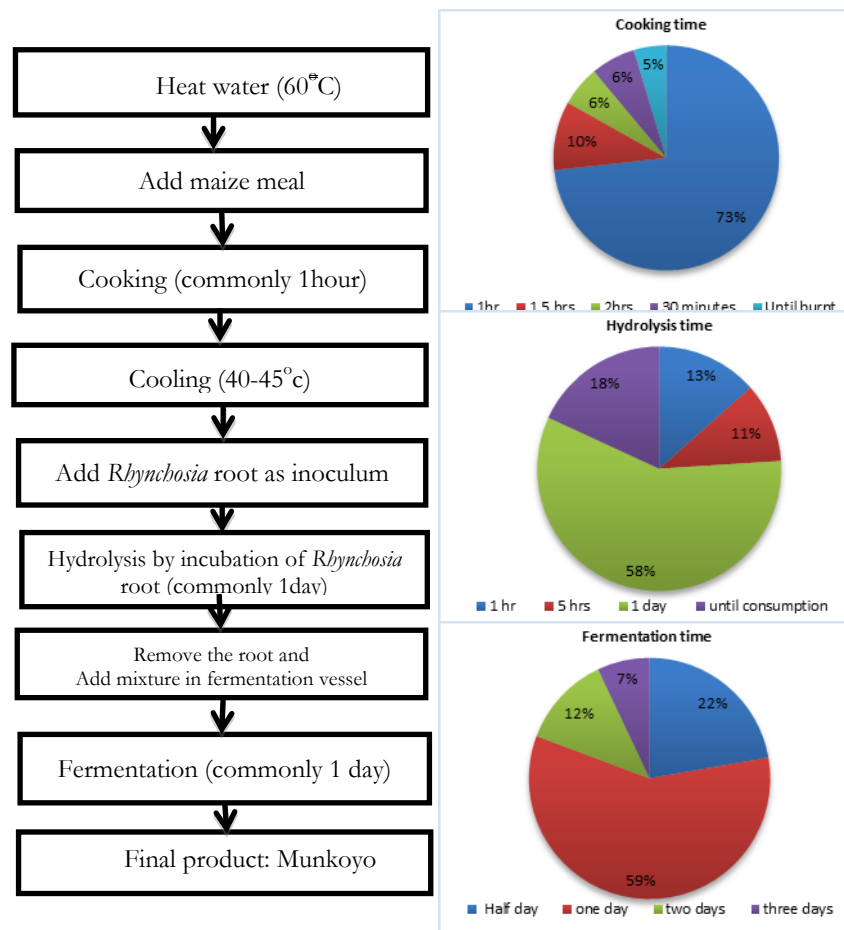 Heat water (60°C)
Add maize meal
Cooking (commonly 1hour)
Cooling (40-45°c)
Add Rhynchosia root as inoculum
Hydrolysis by incubation of Rhynchosia
root (commonly 1day)
Remove the root and
Add mixture in fermentation vessel
Fermentation (commonly 1 day)
Final product: Munkoyo
Cooking time
5%
6%
6%
10%
73%
1hr 1.5 hrs 2hrs 30 minutes Until burnt
Hydrolysis time
18%
13%
11%
58%
1 hr 5 hrs 1 day until consumption
Fermentation time
7%
22%
12%
59%
Half day one day two days three days